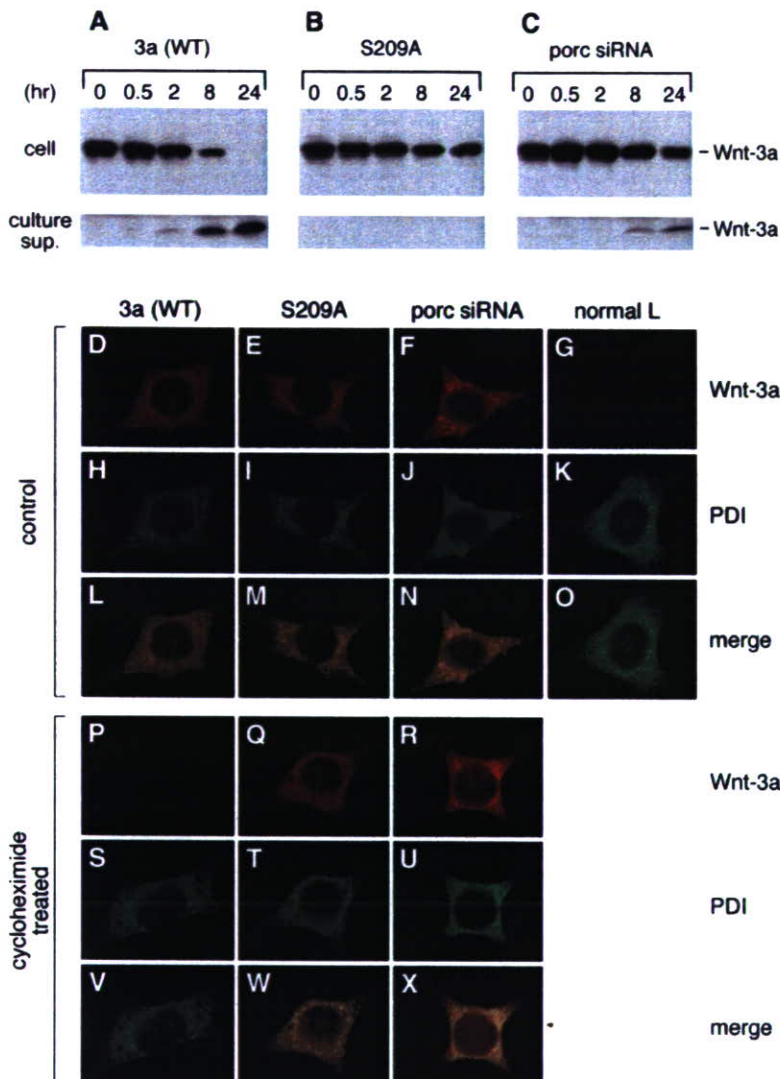 A B C
3a (WT) S209A porc siRNA
(hr) 0 0.5 2 8 24 0 0.5 2 8 24 0 0.5 2 8 24
cell – Wnt-3a
culture sup. – Wnt-3a
3a (WT) S209A porc siRNA normal L
control
D E F G Wnt-3a
H I J K PDI
L M N O merge
cycloheximide treated
P Q R Wnt-3a
S T U PDI
V W X merge